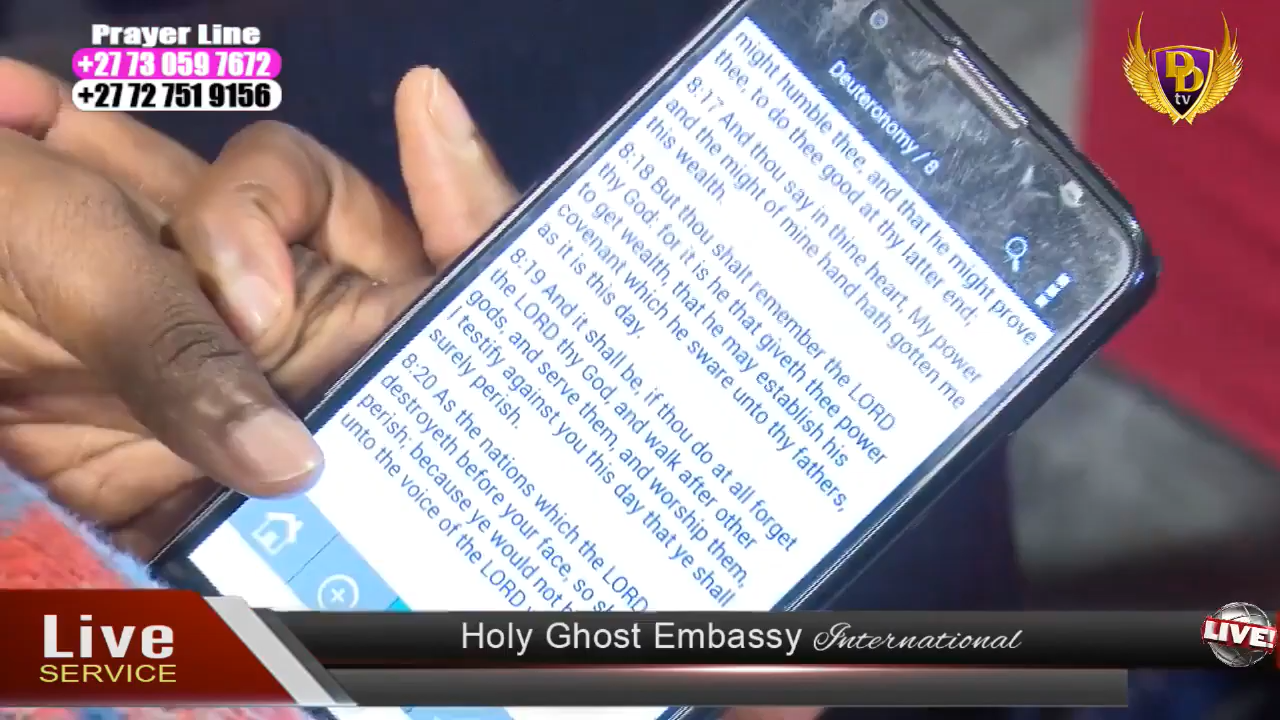 Prayer Line
+27 73 059 7672
+27 72 751 9156
DD
tv
Deuteronomy / 8
might humble thee, and that he might prove
thee, to do thee good at thy latter end;
8:17 And thou say in thine heart, My power
and the might of mine hand hath gotten me
this wealth.
8:18 But thou shalt remember the LORD
thy God: for it is he that giveth thee power
to get wealth, that he may establish his
covenant which he sware unto thy fathers,
as it is this day.
8:19 And it shall be, if thou do at all forget
the LORD thy God, and walk after other
gods, and serve them, and worship them,
I testify against you this day that ye shall
surely perish.
8:20 As the nations which the LORD
destroyeth before your face, so
perish; because ye would not
unto the voice of the LORD
Live
SERVICE
Holy Ghost Embassy International
LIVE!